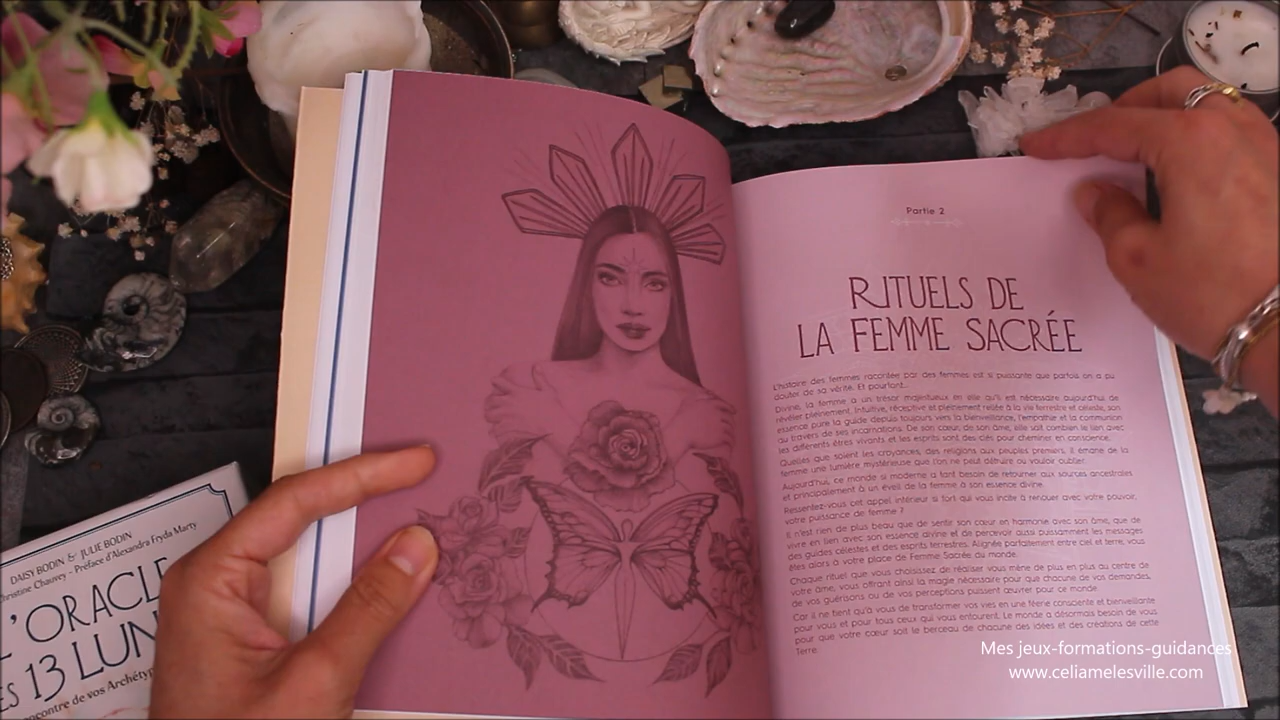 Partie 2
RITUELS DE
LA FEMME SACRÉE
L'histoire des femmes racontée par des femmes est si puissante que parfois on a pu
douter de sa vérité. Et pourtant...
Divine, la femme a un trésor majestueux en elle qu'il est nécessaire aujourd'hui de
révéler pleinement. Intuitive, réceptive et pleinement reliée à la vie terrestre et céleste, son
essence pure la guide depuis toujours vers la bienveillance, l'empathie et la communion
au travers de ses incarnations. De son cœur, de son âme, elle sait combien le lien avec
les différents êtres vivants et les esprits sont des clés pour cheminer en conscience.
Quelles que soient les croyances, des religions aux peuples premiers, il émane de la
femme une lumière mystérieuse que l'on ne peut détruire ou vouloir oublier.
Aujourd'hui, ce monde si moderne a tant besoin de retourner aux sources ancestrales
et principalement à un éveil de la femme à son essence divine.
Ressentez-vous cet appel intérieur si fort qui vous invite à renouer avec votre pouvoir,
votre puissance de femme ?
Il n'est rien de plus beau que de sentir son cœur en harmonie avec son âme, que de
vivre en lien avec son essence divine et de percevoir aussi puissamment les messages
des guides célestes et des esprits terrestres. Alignée parfaitement entre ciel et terre, vous
êtes alors à votre place de Femme Sacrée du monde.
Chaque rituel que vous choisissez de réaliser vous mène de plus en plus au centre de
votre âme, vous offrant ainsi la magie nécessaire pour que chacune de vos demandes,
de vos guérisons ou de vos perceptions puissent œuvrer pour ce monde.
Car il ne tient qu'à vous de transformer vos vies en une féerie consciente et bienveillante
pour vous et pour tous ceux qui vous entourent. Le monde a désormais besoin de vous
pour que votre cœur soit le berceau de chacune des idées et des créations de cette
Terre.
DAISY BODIN & JULIE BODIN
Christine Chauvey - Préface d'Alexandra Fryda Marty
L'ORACLE
ES 13 LUN
ncontre de vos Archétyp
Mes jeux-formations-guidances
www.celiamelesville.com